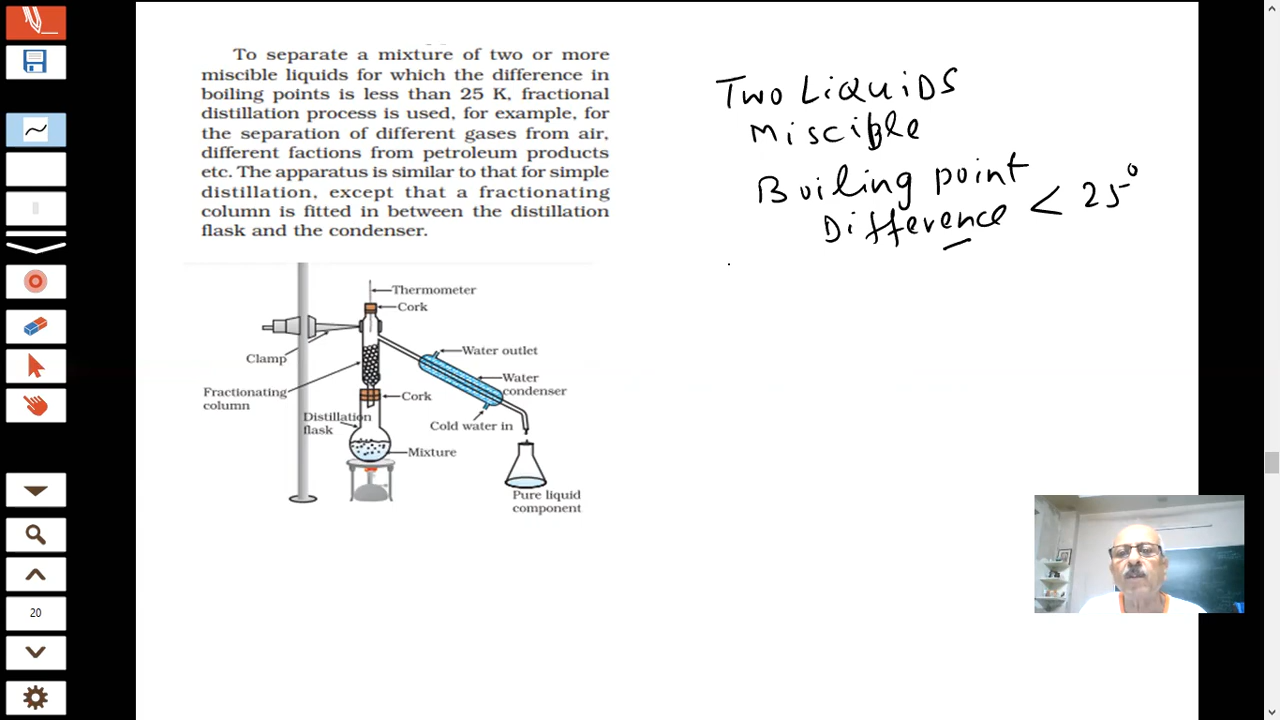 To separate a mixture of two or more
miscible liquids for which the difference in
boiling points is less than 25 K, fractional
distillation process is used, for example, for
the separation of different gases from air,
different factions from petroleum products
etc. The apparatus is similar to that for simple
distillation, except that a fractionating
column is fitted in between the distillation
flask and the condenser.
Two LiQuiDS
Miscible
Boiling point
Difference < 25°
Thermometer
Cork
Clamp
Water outlet
Water
condenser
Fractionating
column
Cork
Distillation
flask
Cold water in
Mixture
Pure liquid
component
20